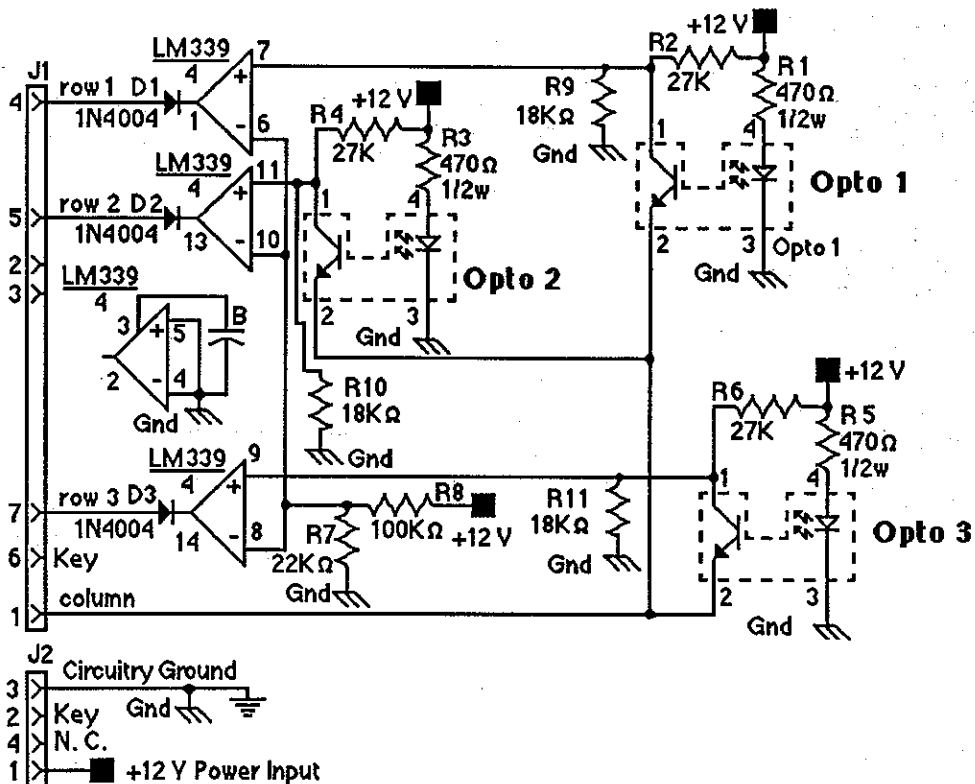 +12 V
LM339
7
R2
R1
J1
4
+
27K
470Ω
1/2w
4
row 1 D1
1N4004
1
-
6
R4
+12 V
27K
R3
470Ω
1/2w
R9
18KΩ
Gnd
1
4
Opto 1
LM339
4
11
+
1
4
5
row 2 D2
1N4004
13
-
10
2
3
Opto 1
Gnd
Opto 2
2
3
LM339
4
3
+
5
B
2
3
Gnd
2
-
4
Gnd
R10
18KΩ
Gnd
+12 V
R6
27K
R5
470Ω
1/2w
LM339
4
9
+
1
4
7
row 3 D3
1N4004
14
-
8
R8
100KΩ
+12 V
R7
22KΩ
Gnd
R11
18KΩ
Gnd
Opto 3
6
Key
2
3
1
column
Gnd
J2
3
Circuitry Ground
Gnd
2
Key
4
N. C.
1
+12 Y Power Input